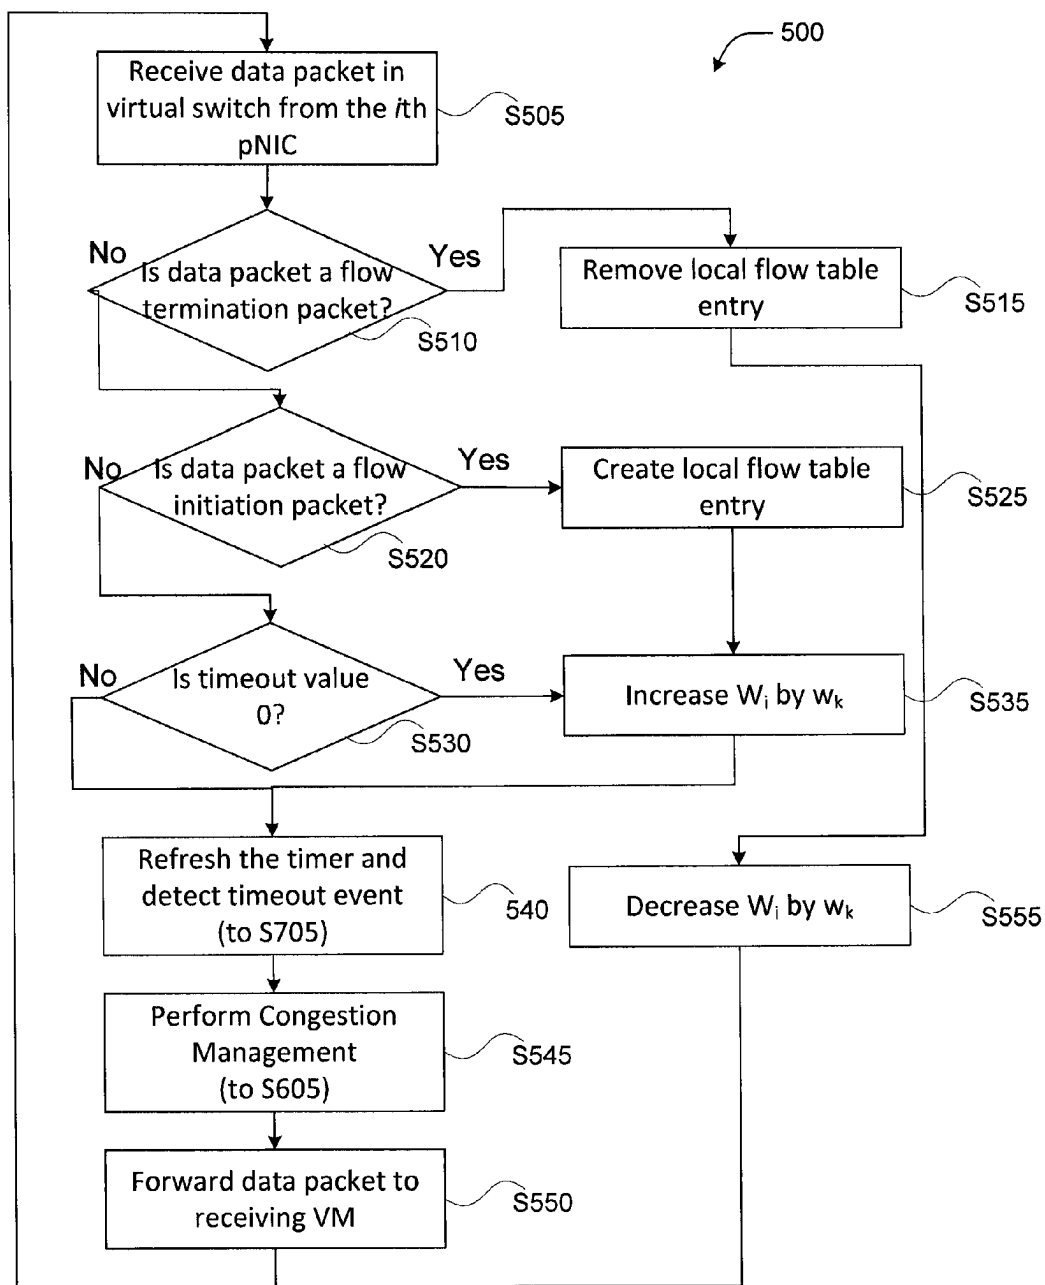 500
Receive data packet in
virtual switch from the ith
pNIC
S505
No
Yes
Is data packet a flow
termination packet?
S510
Remove local flow table
entry
S515
No
Yes
Is data packet a flow
initiation packet?
S520
Create local flow table
entry
S525
No
Yes
Is timeout value
0?
S530
Increase Wi by wk
S535
Refresh the timer and
detect timeout event
(to S705)
540
Decrease Wi by wk
S555
Perform Congestion
Management
(to S605)
S545
Forward data packet to
receiving VM
S550